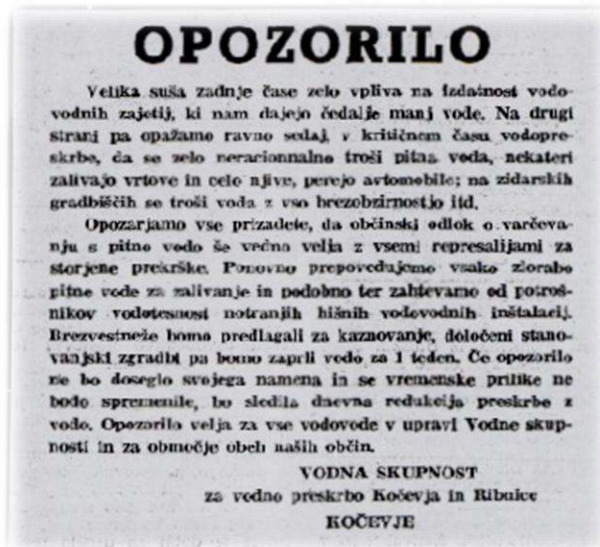 OPOZORILO
Velika suša zadnje čase zelo vpliva na izdatnost vodo-
vodnih zajetij, ki nam dajejo čedalje manj vode. Na drugi
strani pa opažamo ravno sedaj, v kritičnem času vodopre-
skrbe, da se zelo neracionalno troši pitna voda, nekateri
zalivajo vrtove in celo njive, perejo avtomobile; na zidarskih
gradbiščih se troši voda z vso brezobzirnostjo itd.
Opozarjamo vse prizadete, da občinski odlok o varčeva-
nju s pitno vodo še vedno velja z vsemi represalijami za
storjene prekrške. Ponovno prepovedujemo vsako zlorabo
pitne vode za zalivanje in podobno ter zahtevamo od potroš-
nikov vodotesnost notranjih hišnih vodovodnih inštalacij.
Brezvestneže bomo predlagali za kaznovanje, določeni stano-
vanjski zgradbi pa bomo zaprli vodo za 1 teden. Če opozorilo
ne bo doseglo svojega namena in se vremenske prilike ne
bodo spremenile, bo sledila dnevna redukcija preskrbe z
vodo. Opozorilo velja za vse vodovode v upravi Vodne skup-
nosti in za območje obeh naših občin.
VODNA SKUPNOST
za vodno preskrbo Kočevja in Ribnice
KOČEVJE